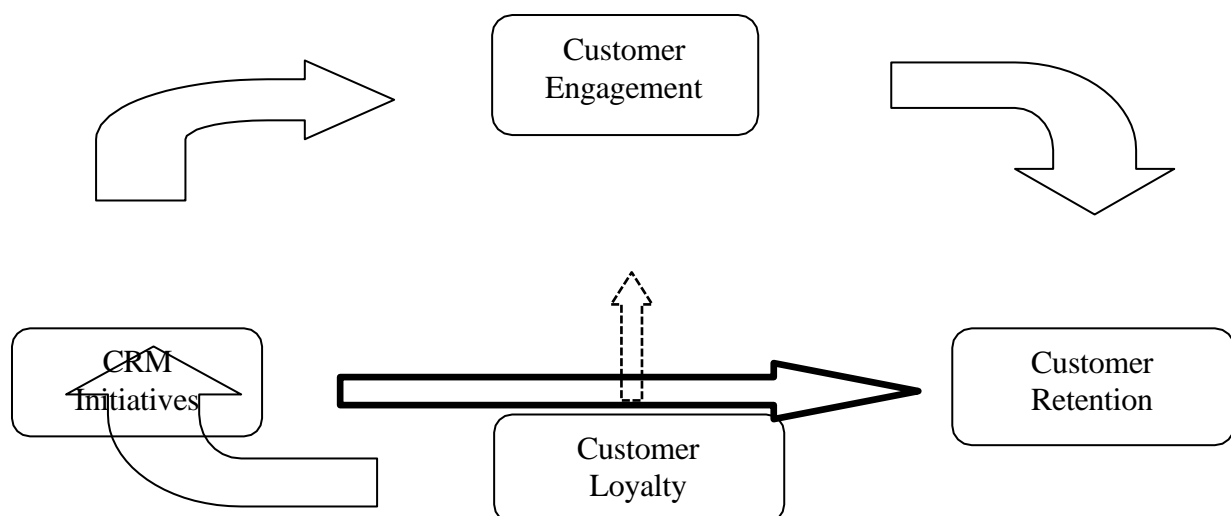 Customer
Engagement
CRM
Initiatives
Customer
Retention
Customer
Loyalty